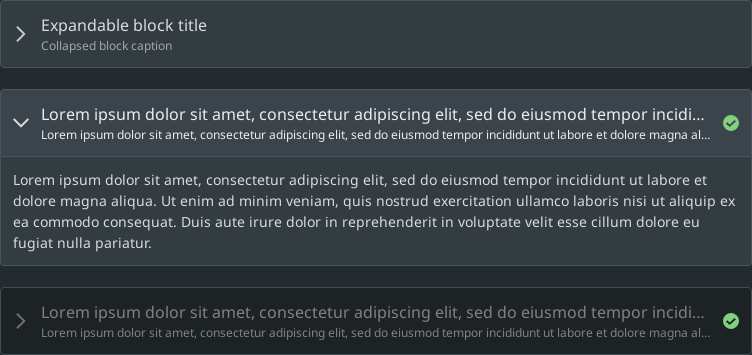 Expandable block title
Collapsed block caption
Lorem ipsum dolor sit amet, consectetur adipiscing elit, sed do eiusmod tempor incidi...
Lorem ipsum dolor sit amet, consectetur adipiscing elit, sed do eiusmod tempor incididunt ut labore et dolore magna al...
Lorem ipsum dolor sit amet, consectetur adipiscing elit, sed do eiusmod tempor incididunt ut labore et
dolore magna aliqua. Ut enim ad minim veniam, quis nostrud exercitation ullamco laboris nisi ut aliquip ex
ea commodo consequat. Duis aute irure dolor in reprehenderit in voluptate velit esse cillum dolore eu
fugiat nulla pariatur.
Lorem ipsum dolor sit amet, consectetur adipiscing elit, sed do eiusmod tempor incidi...
Lorem ipsum dolor sit amet, consectetur adipiscing elit, sed do eiusmod tempor incididunt ut labore et dolore magna al...